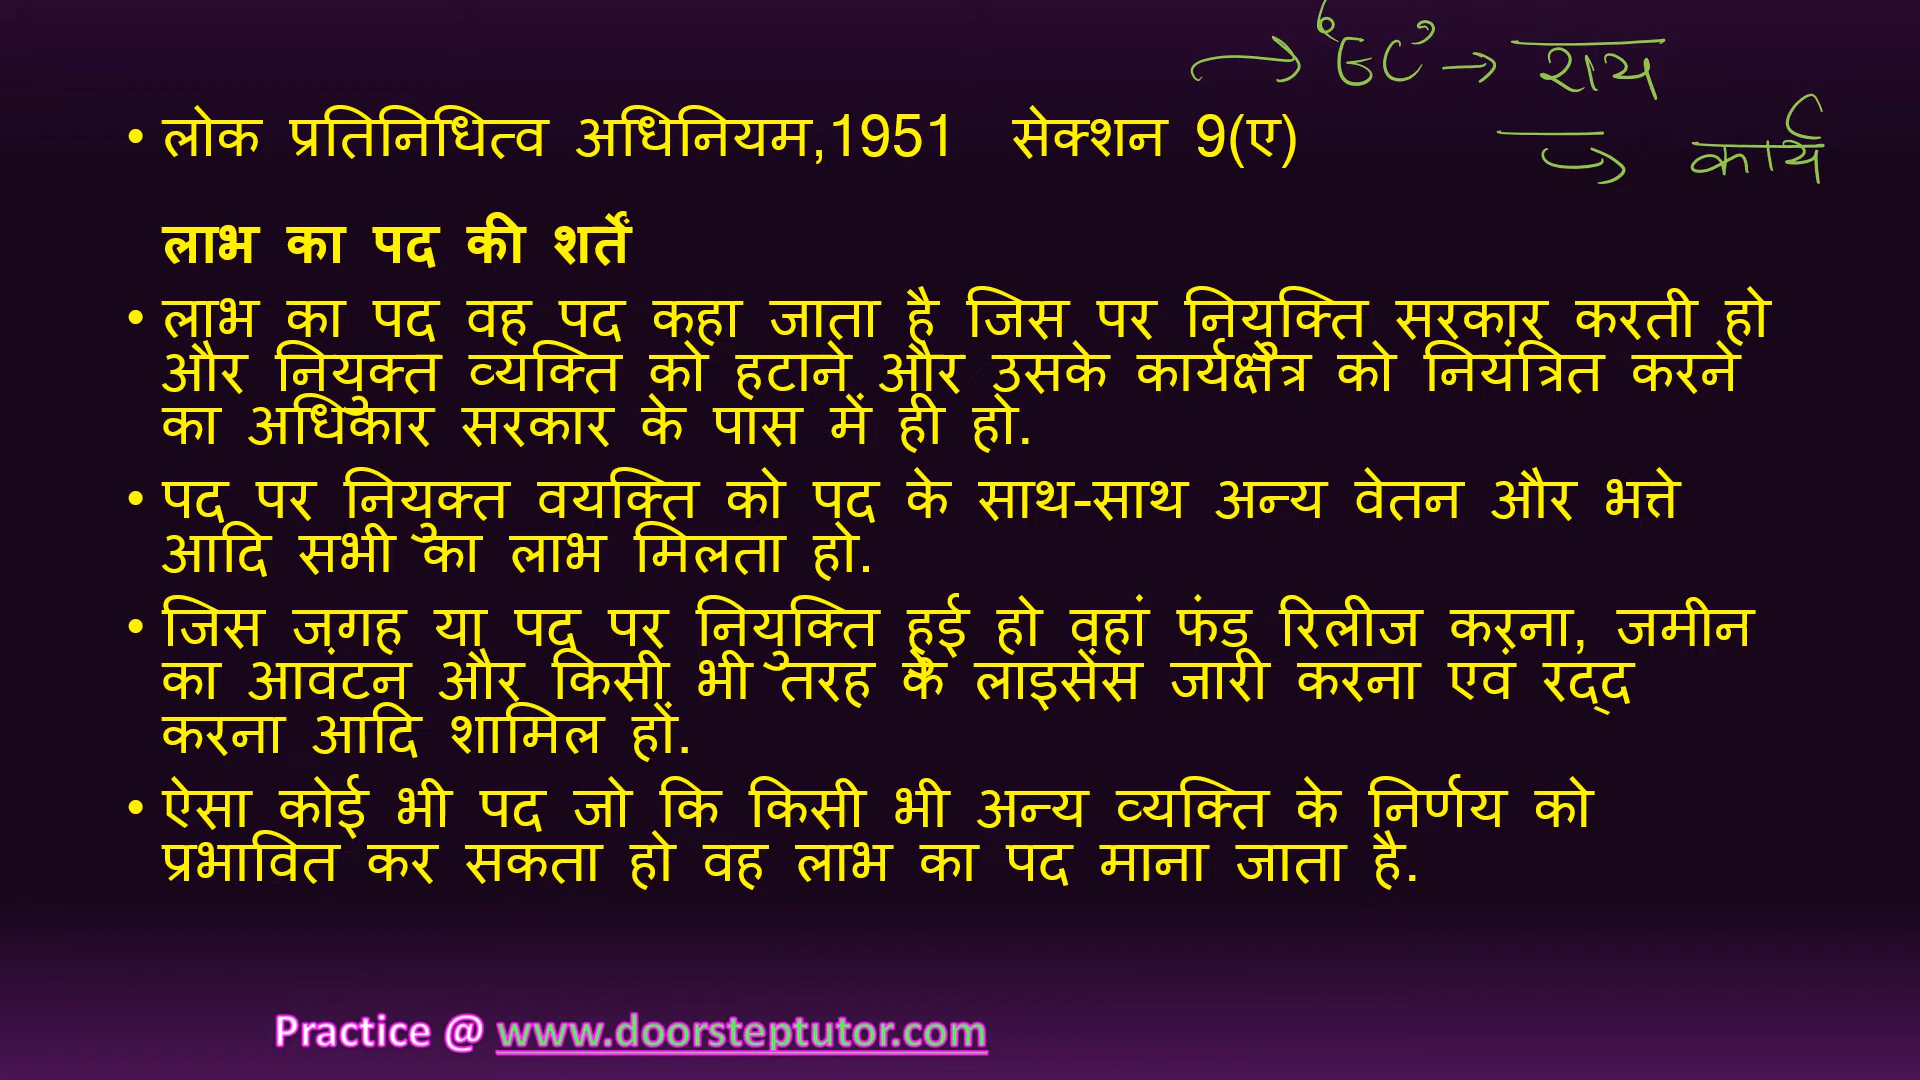 → "EC" → राय
→ कार्य
• लोक प्रतिनिधित्व अधिनियम,1951 सेक्शन 9(ए)
लाभ का पद की शर्तें
• लाभ का पद वह पद कहा जाता है जिस पर नियुक्ति सरकार करती हो
और नियुक्त व्यक्ति को हटाने और उसके कार्यक्षेत्र को नियंत्रित करने
का अधिकार सरकार के पास में ही हो.
• पद पर नियुक्त वयक्ति को पद के साथ-साथ अन्य वेतन और भत्ते
आदि सभी का लाभ मिलता हो.
• जिस जगह या पद पर नियुक्ति हुई हो वहां फंड रिलीज करना, जमीन
का आवंटन और किसी भी तरह के लाइसेंस जारी करना एवं रद्द
करना आदि शामिल हों.
• ऐसा कोई भी पद जो कि किसी भी अन्य व्यक्ति के निर्णय को
प्रभावित कर सकता हो वह लाभ का पद माना जाता है.
Practice @ www.doorsteptutor.com